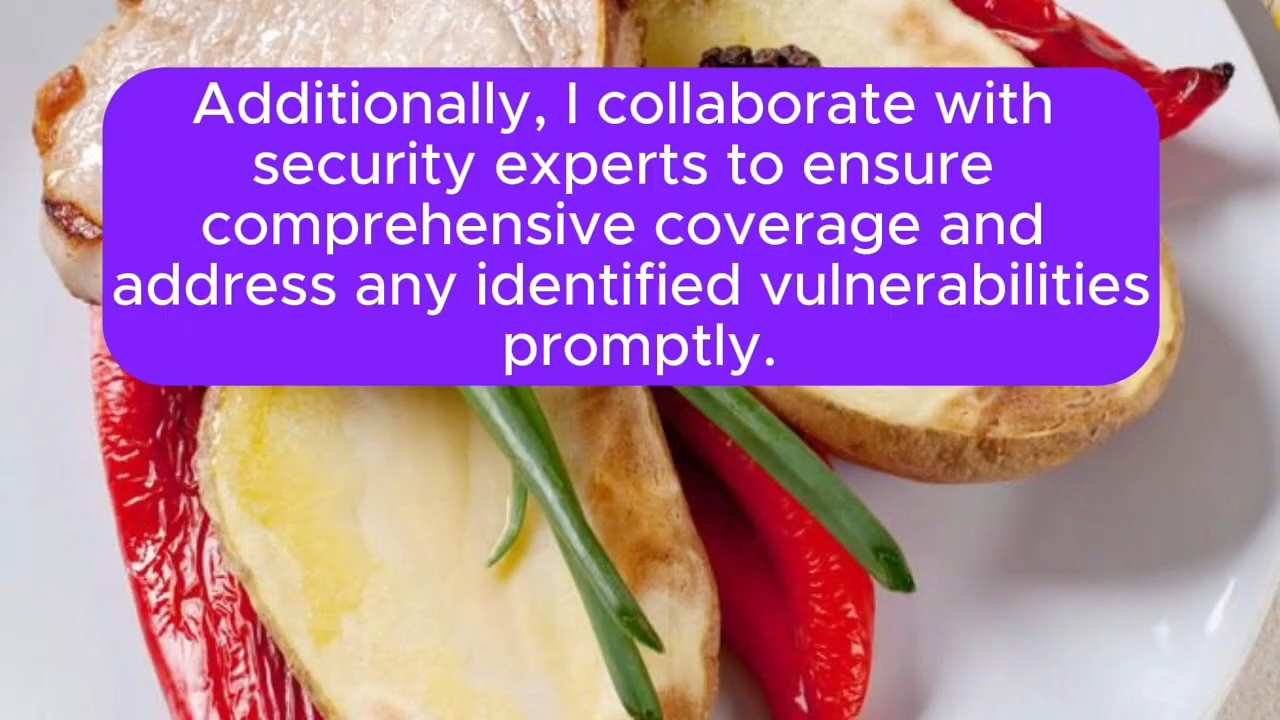 Additionally, I collaborate with
security experts to ensure
comprehensive coverage and
address any identified vulnerabilities
promptly.